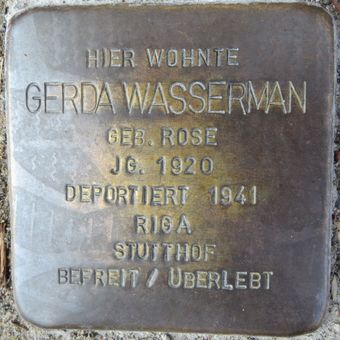 HIER WOHNTE
GERDA WASSERMAN
GEB. ROSE
JG. 1920
DEPORTIERT 1941
RIGA
STUTTHOF
BEFREIT / ÜBERLEBT